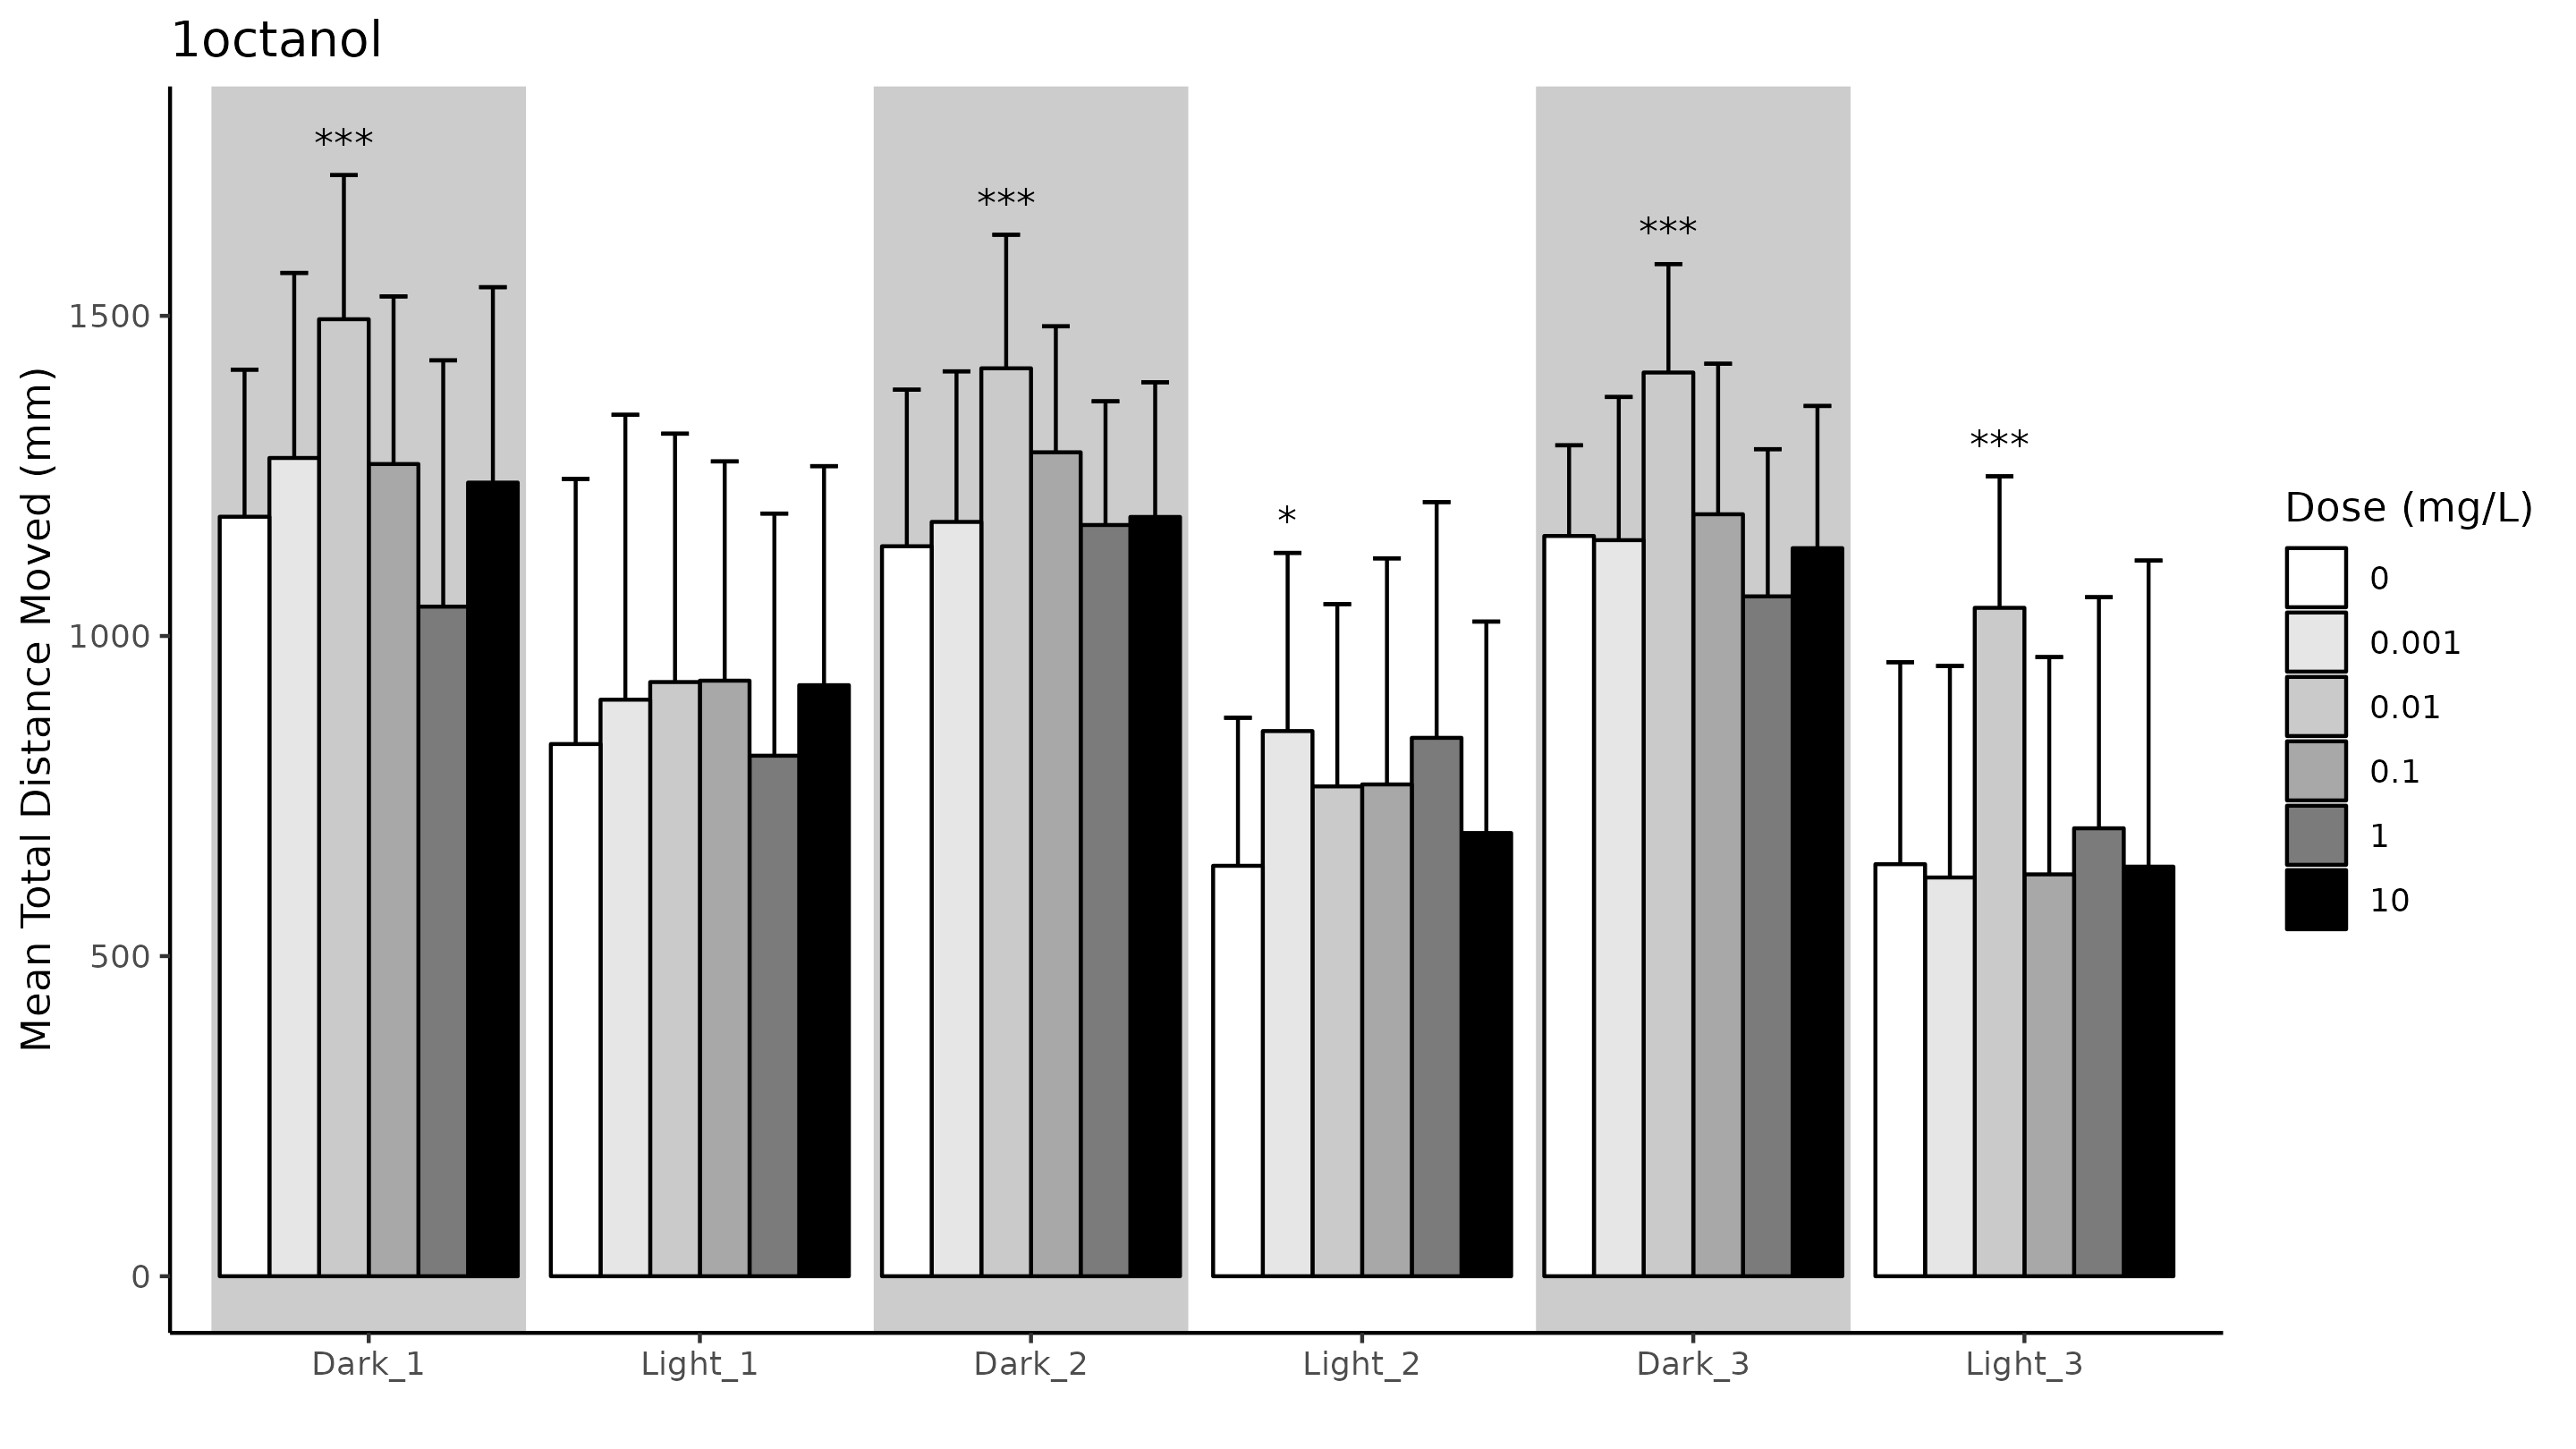 1octanol
***
***
***
***
*
1500
1000
500
0
Mean Total Distance Moved (mm)
Dark_1
Light_1
Dark_2
Light_2
Dark_3
Light_3
Dose (mg/L)
0
0.001
0.01
0.1
1
10